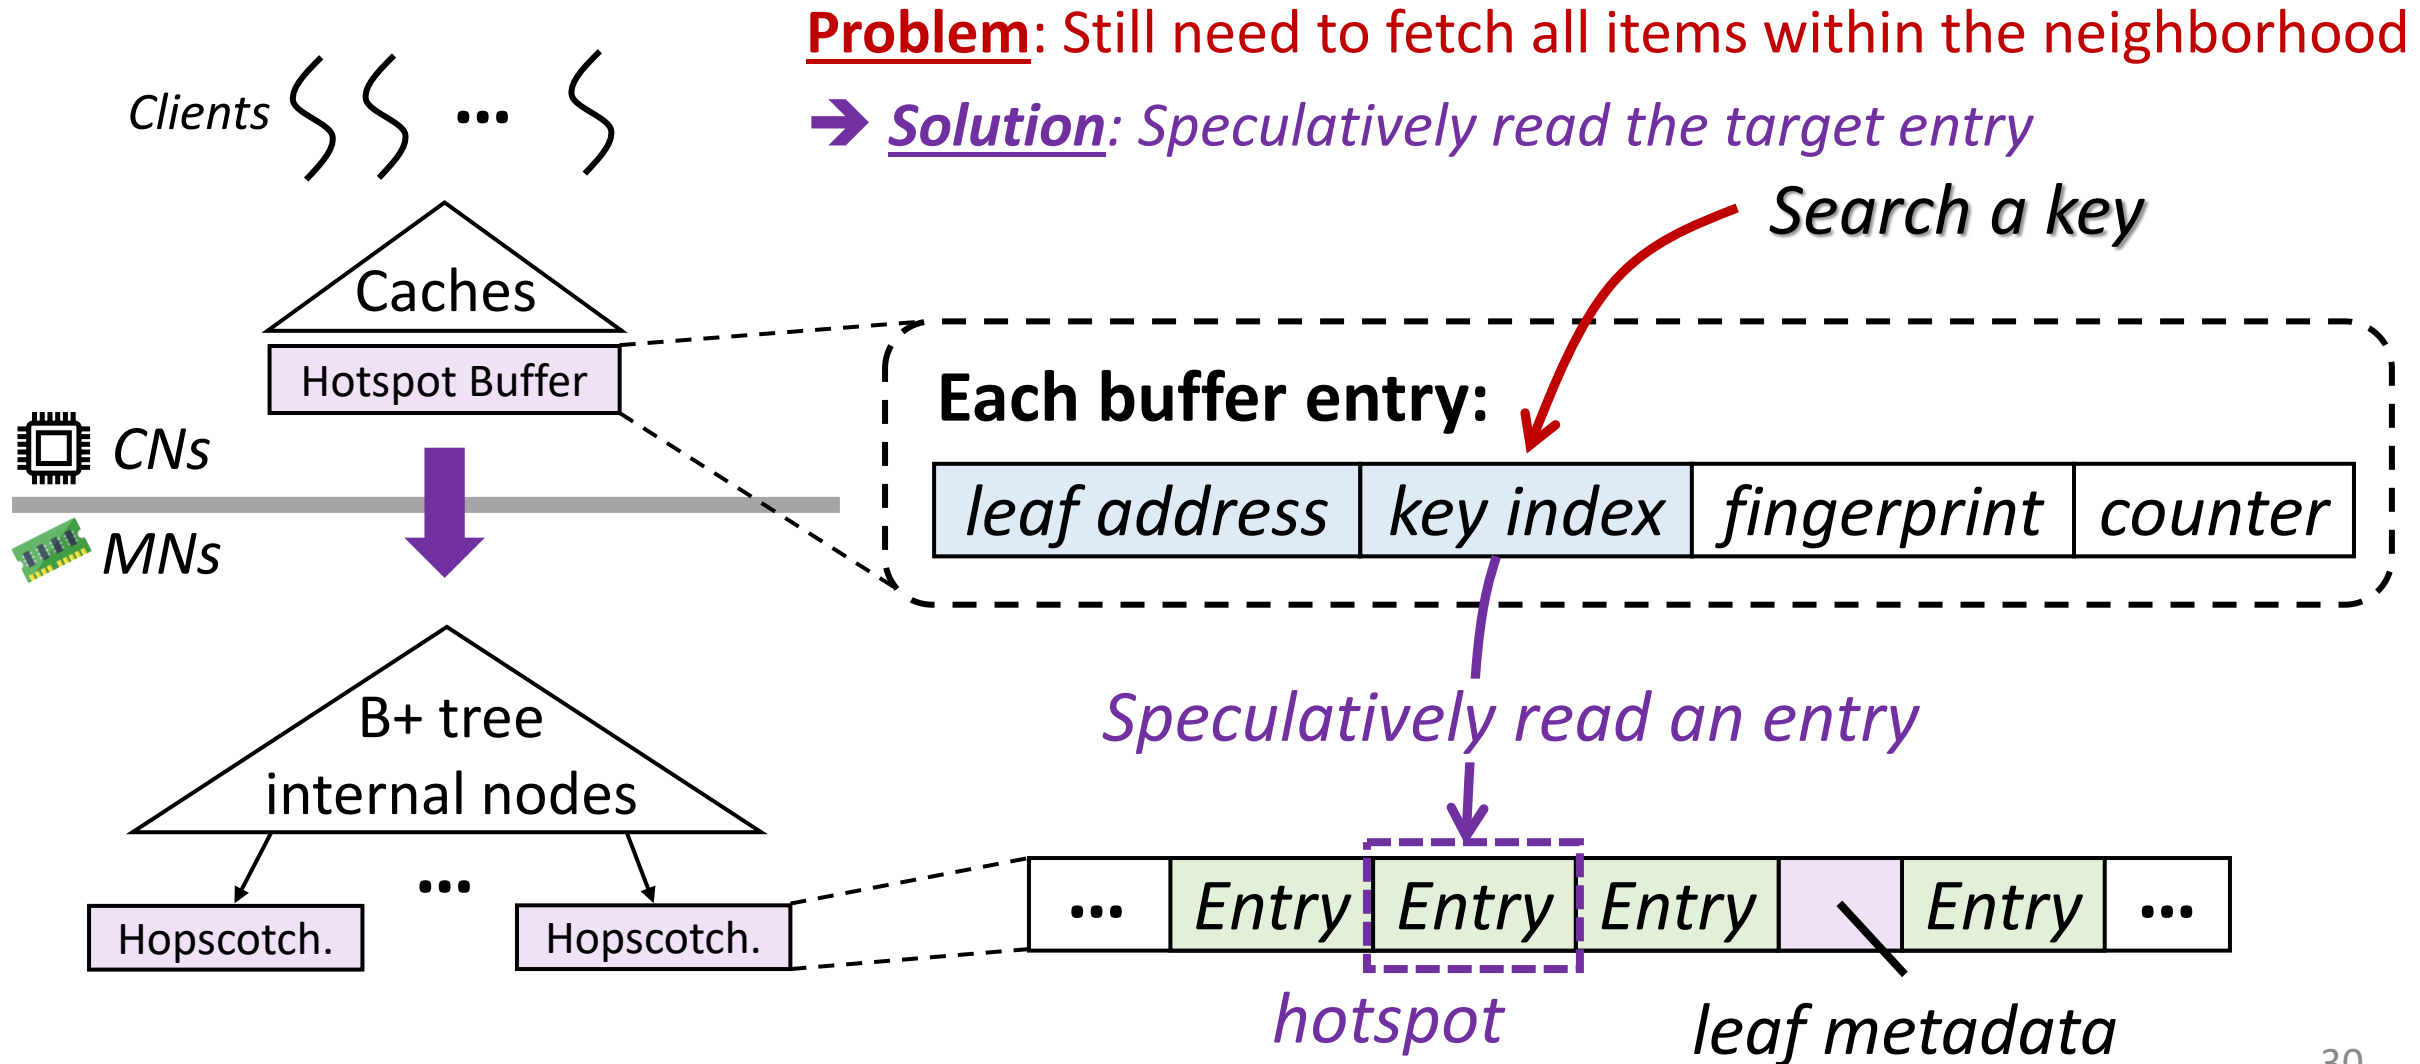 Problem: Still need to fetch all items within the neighborhood
➔ Solution: Speculatively read the target entry
Clients ...
Search a key
Caches
Hotspot Buffer
Each buffer entry:
CNs
leaf address key index fingerprint counter
MNs
Speculatively read an entry
B+ tree
internal nodes
...
... Entry Entry Entry Entry ...
Hopscotch. Hopscotch.
hotspot
leaf metadata
30